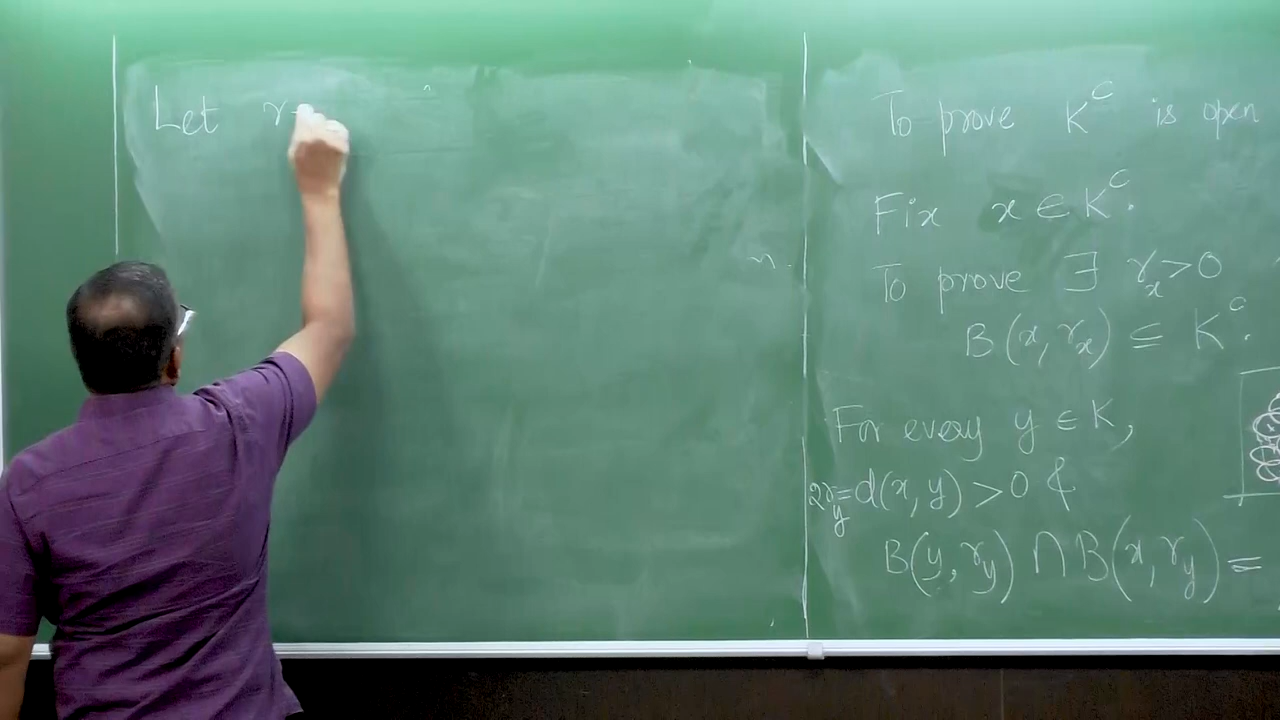 Let r
To prove K^c is open
Fix x ∈ K^c.
n.
To prove ∃ r_x > 0
B(x, r_x) ⊆ K^c.
For every y ∈ K,
2r_y = d(x, y) > 0 &
B(y, r_y) ∩ B(x, r_y) =